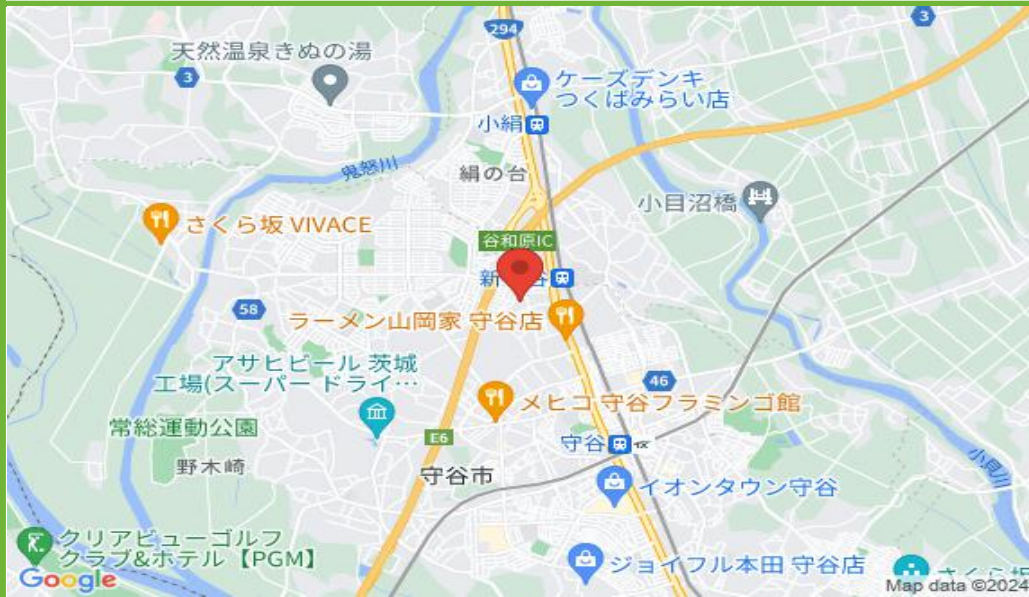 294
3
天然温泉きぬの湯
3
ケーズデンキ
つくばみらい店
小絹
鬼怒川
絹の台
小目沼橋
さくら坂 VIVACE
谷和原IC
新
谷
58
ラーメン山岡家 守谷店
アサヒビール 茨城
工場(スーパードライ…
46
メヒコ 守谷フラミンゴ館
常総運動公園
E6
守谷
野木崎
守谷市
小貝川
イオンタウン守谷
クリアビューゴルフ
クラブ&ホテル【PGM】
ジョイフル本田 守谷店
Google
さくら坂
Map data ©2024